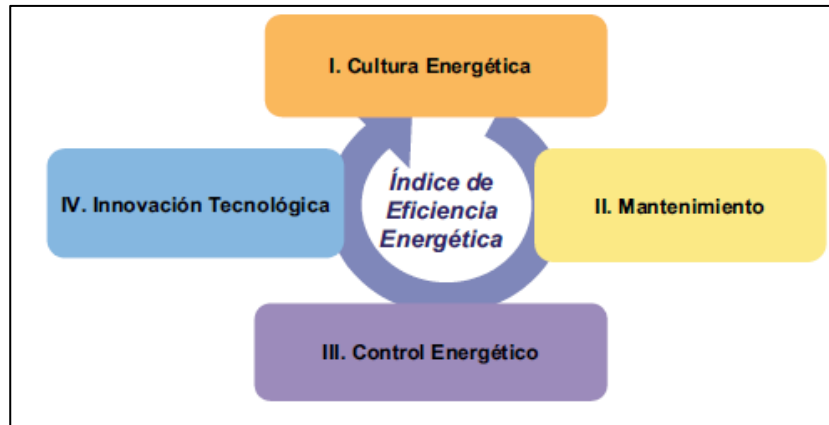 I. Cultura Energética
IV. Innovación Tecnológica
Índice de
Eficiencia
Energética
II. Mantenimiento
III. Control Energético